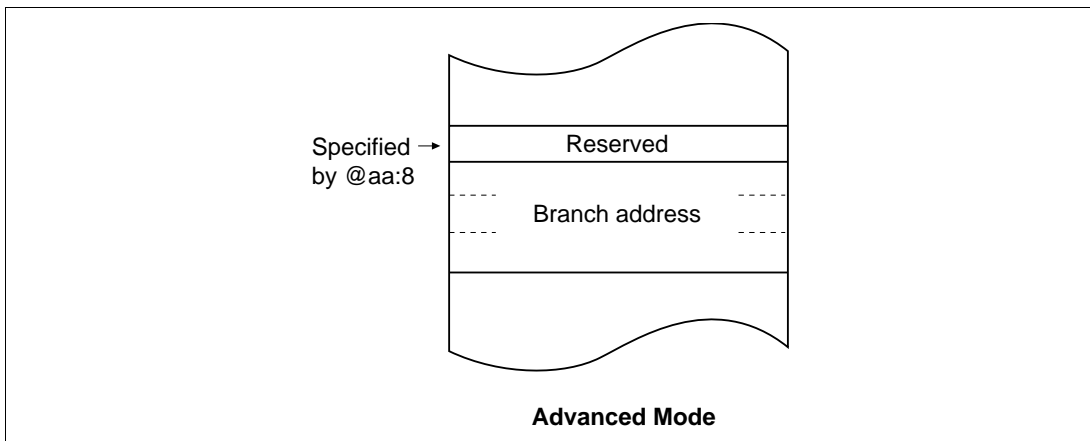 Specified → Reserved
by @aa:8
Branch address
Advanced Mode